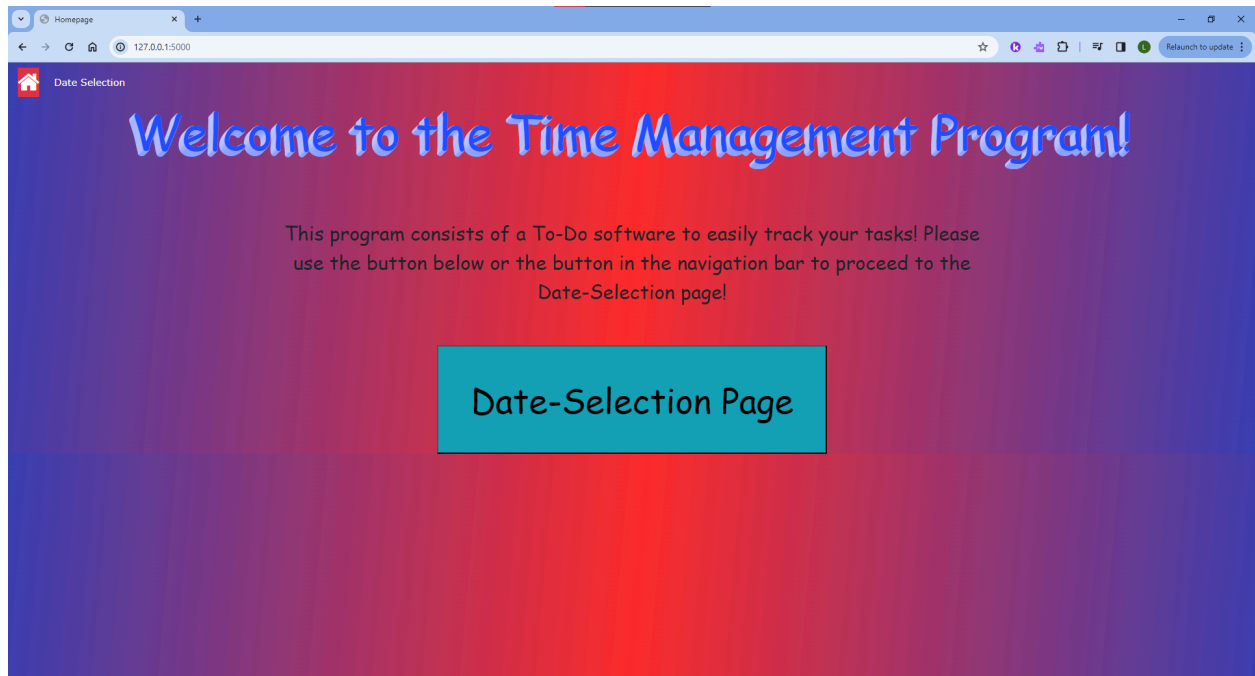 Homepage
127.0.0.1:5000
Relaunch to update
Date Selection
Welcome to the Time Management Program!
This program consists of a To-Do software to easily track your tasks! Please
use the button below or the button in the navigation bar to proceed to the
Date-Selection page!
Date-Selection Page